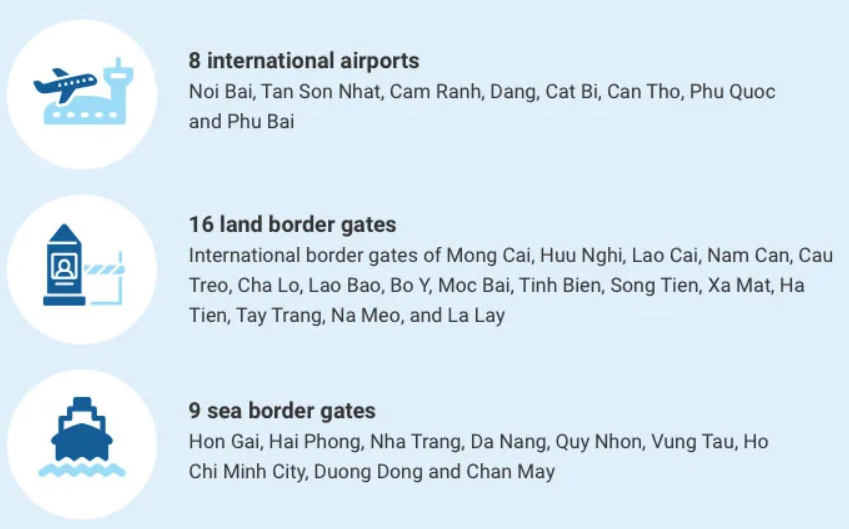 8 international airports
Noi Bai, Tan Son Nhat, Cam Ranh, Dang, Cat Bi, Can Tho, Phu Quoc
and Phu Bai
16 land border gates
International border gates of Mong Cai, Huu Nghi, Lao Cai, Nam Can, Cau
Treo, Cha Lo, Lao Bao, Bo Y, Moc Bai, Tinh Bien, Song Tien, Xa Mat, Ha
Tien, Tay Trang, Na Meo, and La Lay
9 sea border gates
Hon Gai, Hai Phong, Nha Trang, Da Nang, Quy Nhon, Vung Tau, Ho
Chi Minh City, Duong Dong and Chan May